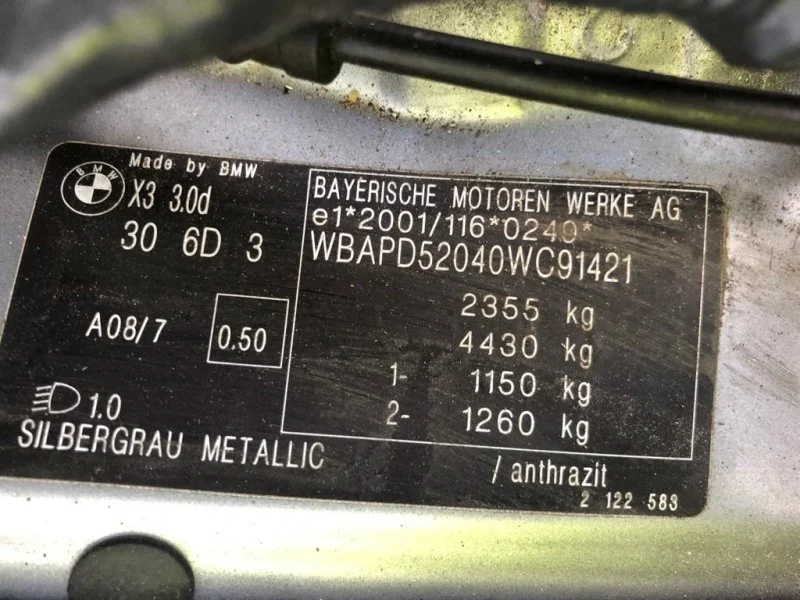 BMW
Made by BMW
X3 3.0d
30 6D 3
A08/7
0.50
1.0
SILBERGRAU METALLIC
BAYERISCHE MOTOREN WERKE AG
e1*2001/116*0249*
WBAPD52040WC91421
2355 kg
4430 kg
1- 1150 kg
2- 1260 kg
/ anthrazit
2 122 583